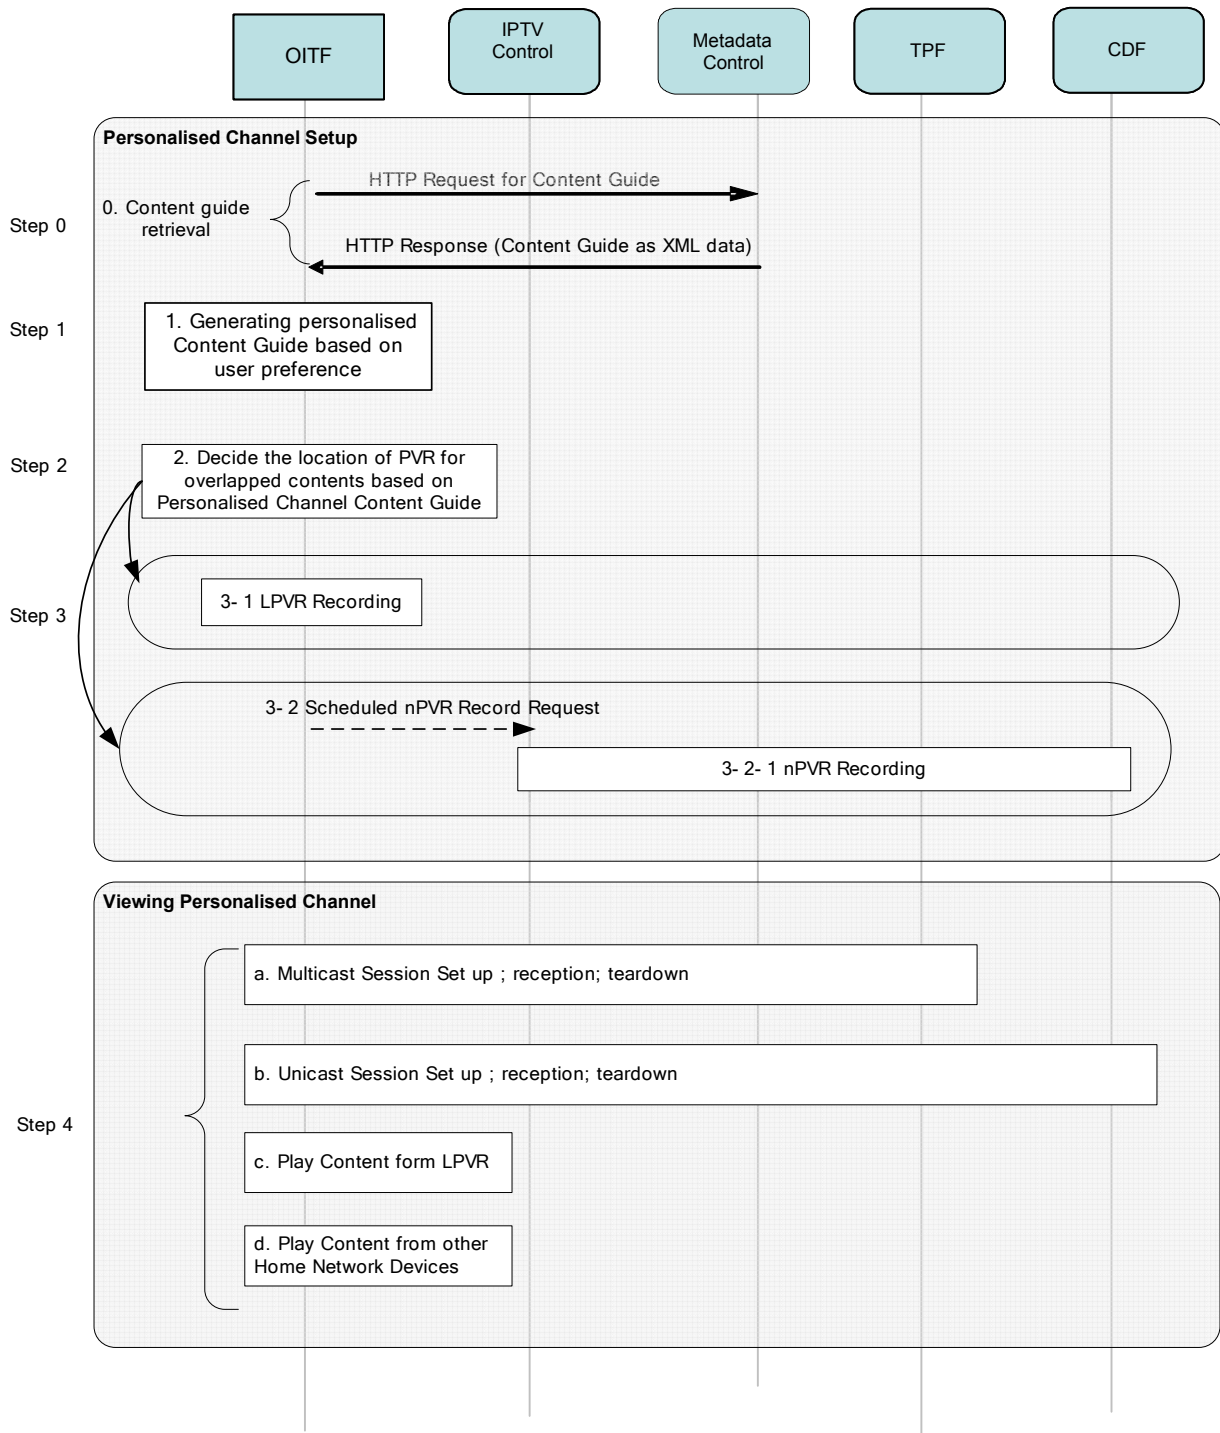 OITF
IPTV
Control
Metadata
Control
TPF
CDF
Personalised Channel Setup
HTTP Request for Content Guide
Step 0
0. Content guide
retrieval
HTTP Response (Content Guide as XML data)
Step 1
1. Generating personalised
Content Guide based on
user preference
Step 2
2. Decide the location of PVR for
overlapped contents based on
Personalised Channel Content Guide
Step 3
3- 1 LPVR Recording
3- 2 Scheduled nPVR Record Request
3- 2- 1 nPVR Recording
Viewing Personalised Channel
a. Multicast Session Set up ; reception; teardown
b. Unicast Session Set up ; reception; teardown
Step 4
c. Play Content form LPVR
d. Play Content from other
Home Network Devices